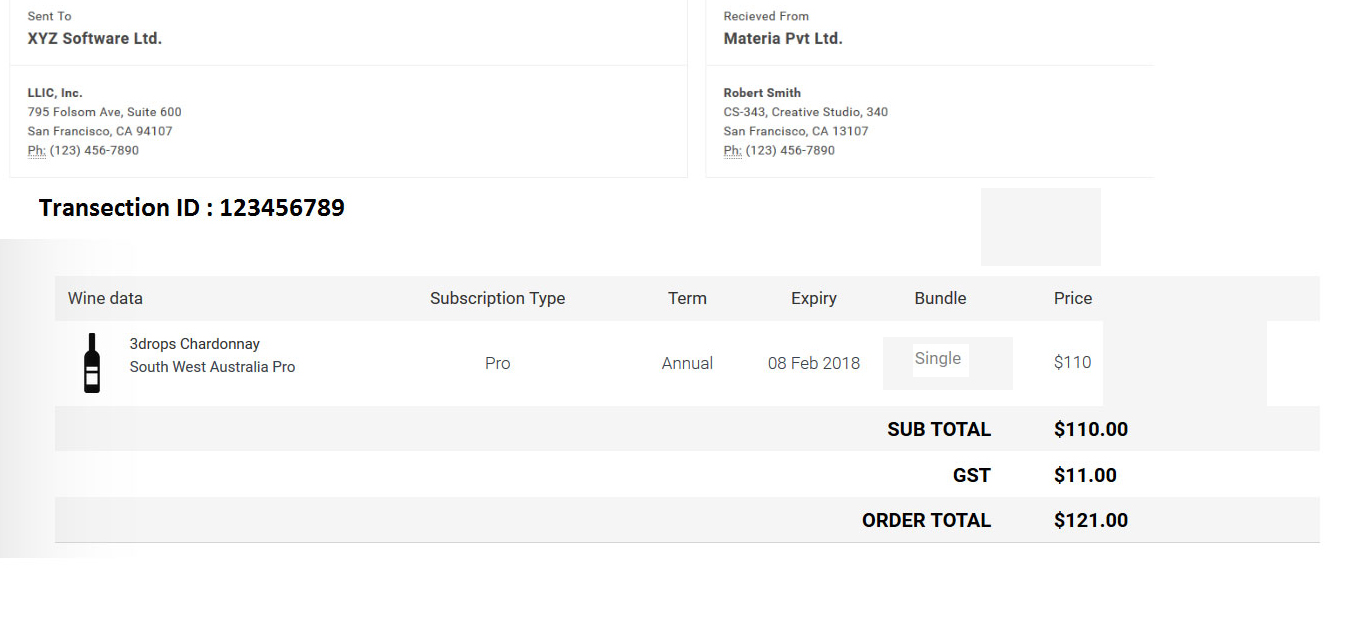 Sent To
XYZ Software Ltd.
LLIC, Inc.
795 Folsom Ave, Suite 600
San Francisco, CA 94107
Ph: (123) 456-7890
Recieved From
Materia Pvt Ltd.
Robert Smith
CS-343, Creative Studio, 340
San Francisco, CA 13107
Ph: (123) 456-7890
Transection ID : 123456789
Wine data Subscription Type Term Expiry Bundle Price
3drops Chardonnay
South West Australia Pro
Pro Annual 08 Feb 2018 Single $110
SUB TOTAL $110.00
GST $11.00
ORDER TOTAL $121.00